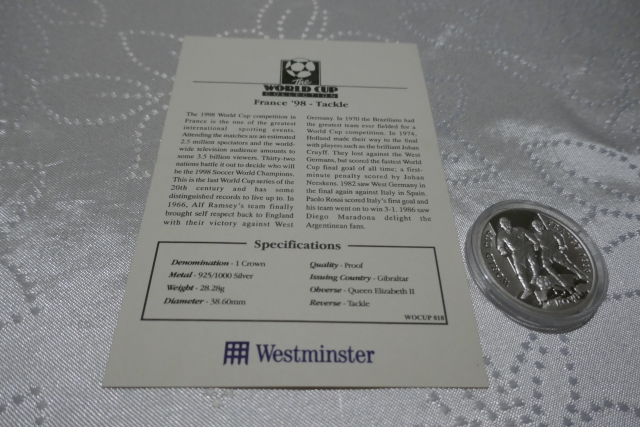 The
WORLD CUP
COLLECTION
France '98 - Tackle
The 1998 World Cup competition in
France is the one of the greatest
international sporting events.
Attending the matches are an estimated
2.5 million spectators and the world-
wide television audience amounts to
some 3.5 billion viewers. Thirty-two
nations battle it out to decide who will
be the 1998 Soccer World Champions.
This is the last World Cup series of the
20th century and has some
distinguished records to live up to. In
1966, Alf Ramsey's team finally
brought self respect back to England
with their victory against West
Germany. In 1970 the Brazilians had
the greatest team ever fielded for a
World Cup competition. In 1974,
Holland made their way to the final
with players such as the brilliant Johan
Cruyff. They lost against the West
Germans, but scored the fastest World
Cup final goal of all time; a first-
minute penalty scored by Johan
Neeskens. 1982 saw West Germany in
the final again against Italy in Spain.
Paolo Rossi scored Italy's first goal and
his team went on to win 3-1. 1986 saw
Diego Maradona delight the
Argentinean fans.
Specifications
Denomination - 1 Crown
Metal - 925/1000 Silver
Weight - 28.28g
Diameter - 38.60mm
Quality - Proof
Issuing Country - Gibraltar
Obverse - Queen Elizabeth II
Reverse - Tackle
WOCUP 818
Westminster
WORLD CUP